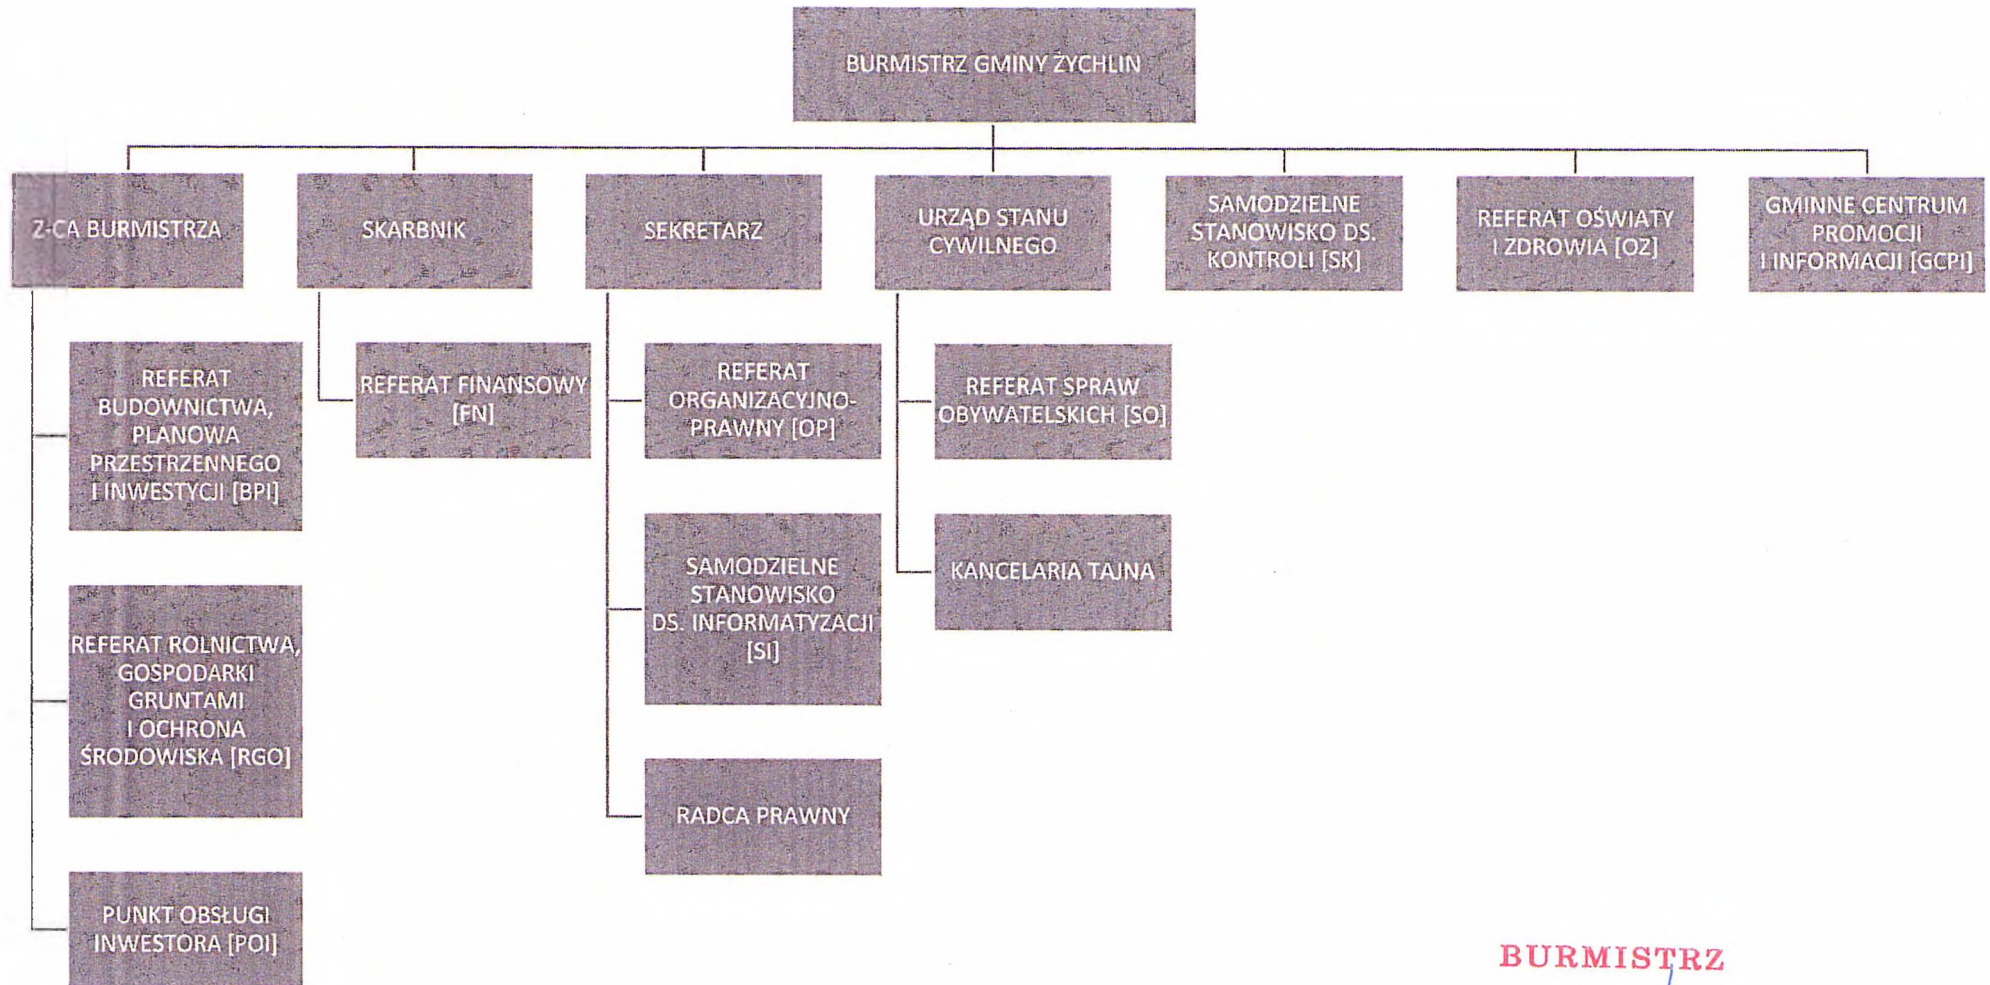 BURMISTRZ GMINY ŻYCHLIN
Z-CA BURMISTRZA
SKARBNIK
SEKRETARZ
URZĄD STANU
CYWILNEGO
SAMODZIELNE
STANOWISKO DS.
KONTROLI [SK]
REFERAT OŚWIATY
I ZDROWIA [OZ]
GMINNE CENTRUM
PROMOCJI
I INFORMACJI [GCPI]
REFERAT
BUDOWNICTWA,
PLANOWA
PRZESTRZENNEGO
I INWESTYCJI [BPI]
REFERAT ROLNICTWA,
GOSPODARKI
GRUNTAMI
I OCHRONA
ŚRODOWISKA [RGO]
PUNKT OBSŁUGI
INWESTORA [POI]
REFERAT FINANSOWY
[FN]
REFERAT
ORGANIZACYJNO-
PRAWNY [OP]
SAMODZIELNE
STANOWISKO
DS. INFORMATYZACJI
[SI]
RADCA PRAWNY
REFERAT SPRAW
OBYWATELSKICH [SO]
KANCELARIA TAJNA
BURMISTRZ